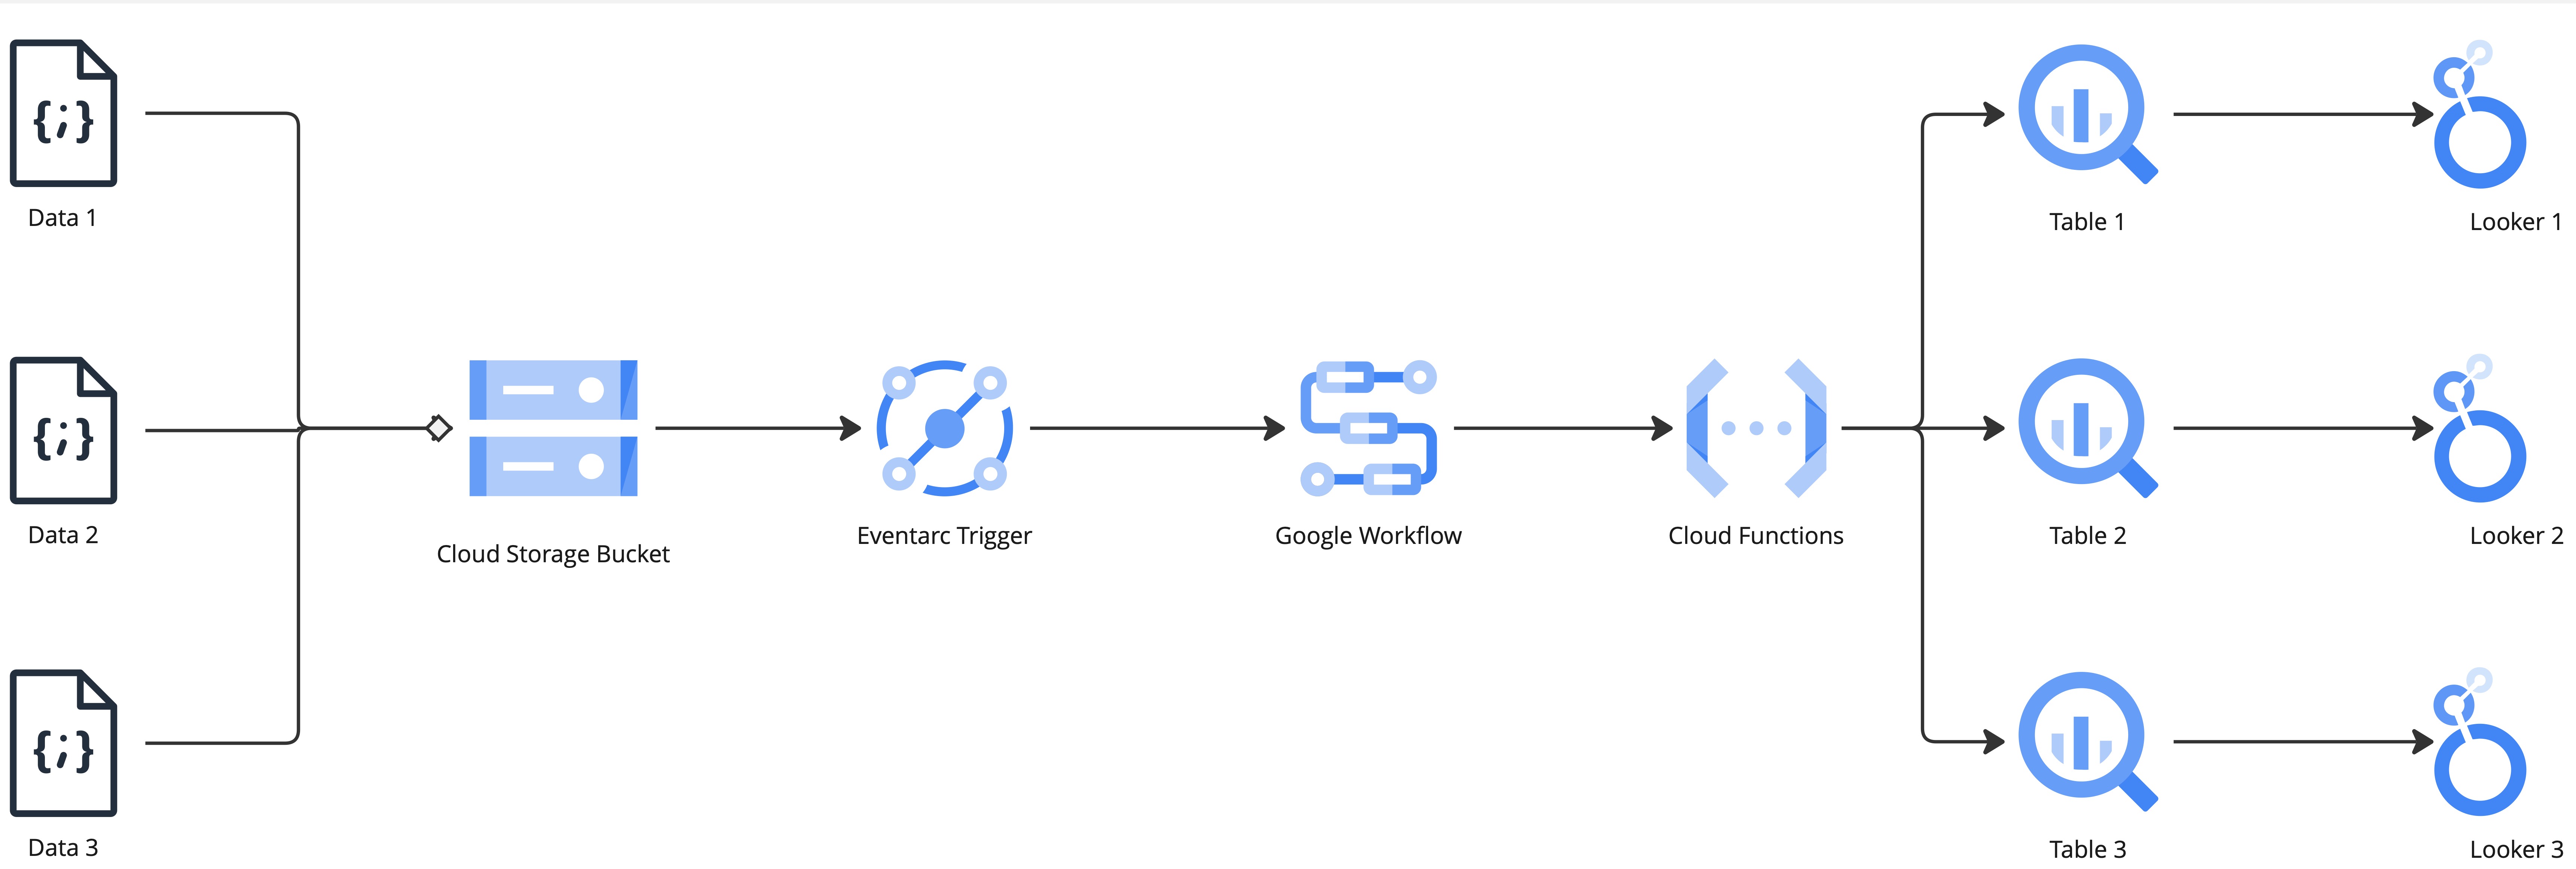 {;}
Data 1
{;}
Data 2
{;}
Data 3
Cloud Storage Bucket
Eventarc Trigger
Google Workflow
Cloud Functions
Table 1
Looker 1
Table 2
Looker 2
Table 3
Looker 3